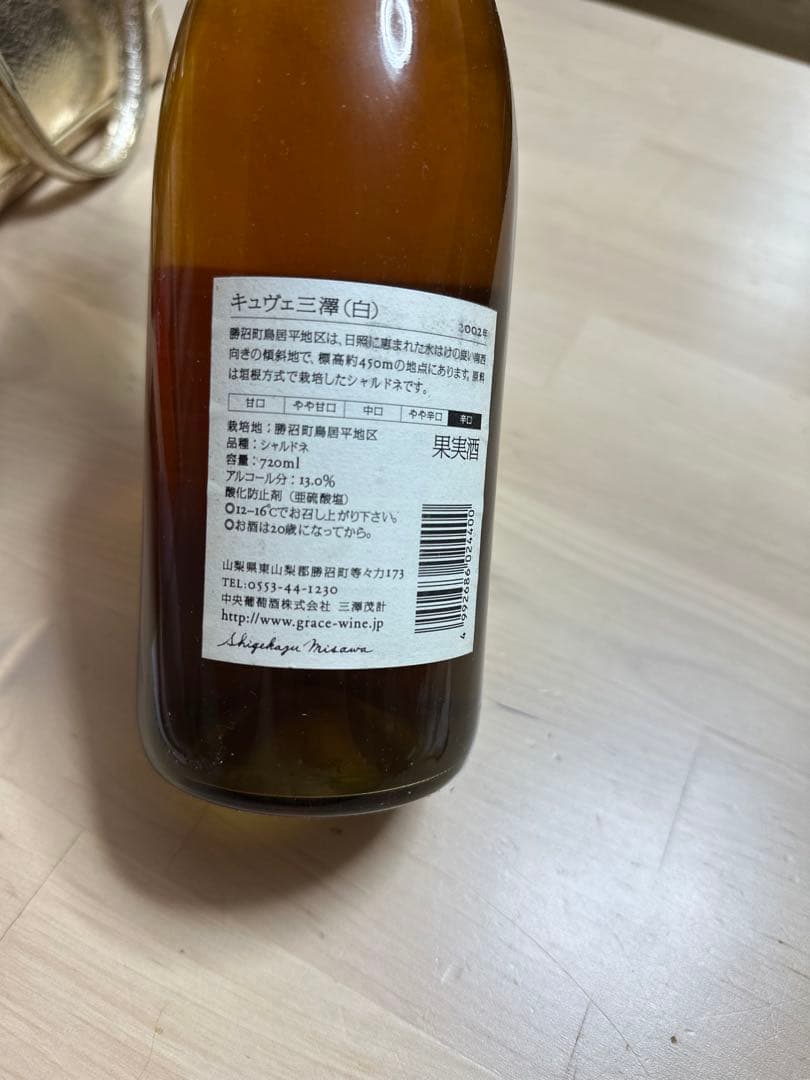 キュヴェ三澤（白）
2002年
勝沼町鳥居平地区は、日照に恵まれた水はけの良い南西
向きの傾斜地で、標高約450mの地点にあります。原料
は垣根方式で栽培したシャルドネです。
甘口 やや甘口 中口 やや辛口 辛口
栽培地：勝沼町鳥居平地区
品種：シャルドネ
果実酒
容量：720ml
アルコール分：13.0%
酸化防止剤（亜硫酸塩）
○12–16℃でお召し上がり下さい。
○お酒は20歳になってから。
山梨県東山梨郡勝沼町等々力173
TEL:0553-44-1230
中央葡萄酒株式会社 三澤茂計
http://www.grace-wine.jp
Shigekazu Misawa
4 992686 024400